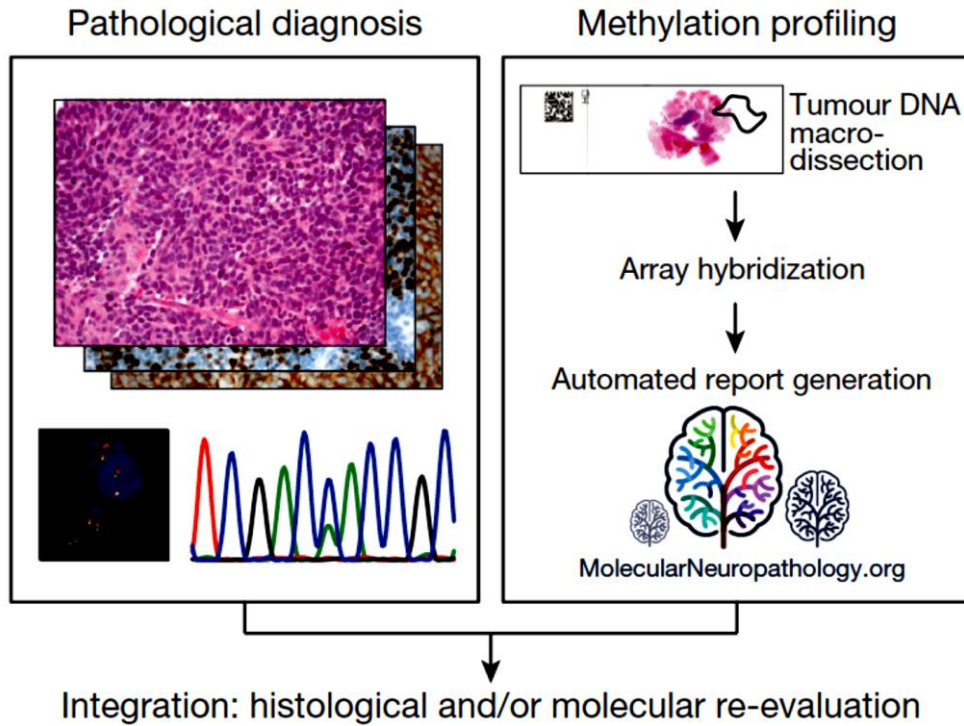 Pathological diagnosis
Methylation profiling
Tumour DNA
macro-
dissection
Array hybridization
Automated report generation
MolecularNeuropathology.org
Integration: histological and/or molecular re-evaluation